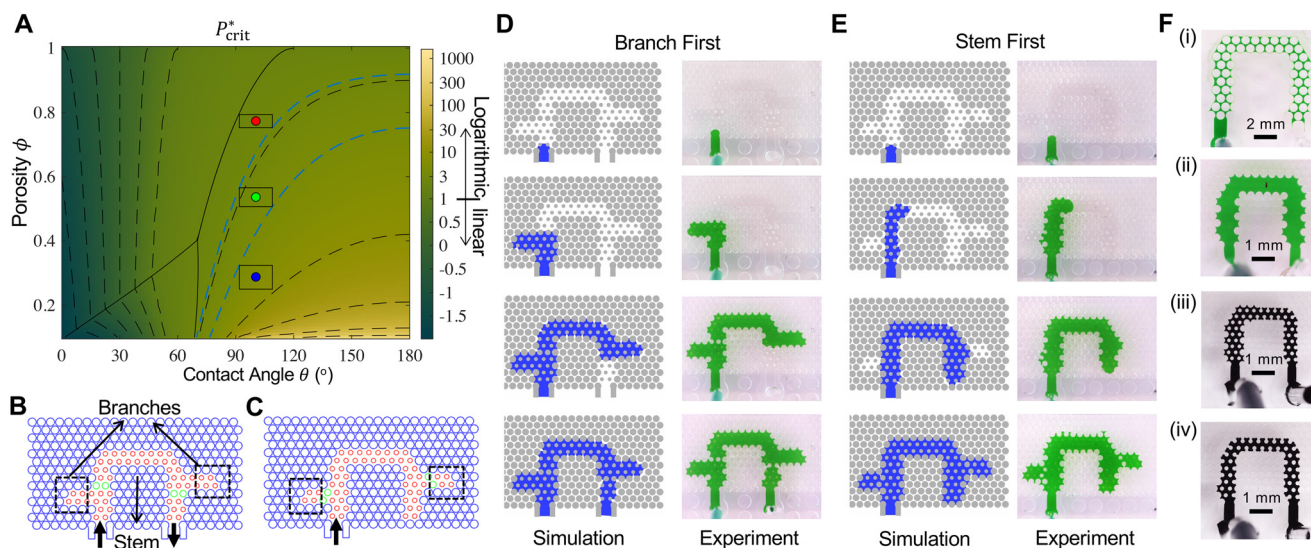 A
P*crit
Porosity ϕ
1
0.8
0.6
0.4
0.2
0
30
60
90
120
150
180
Contact Angle θ (°)
1000
300
100
30
10
3
1
0.5
0
-0.5
-1
-1.5
Logarithmic
linear
B
Branches
Stem
C
D
Branch First
Simulation
Experiment
E
Stem First
Simulation
Experiment
F
(i)
2 mm
(ii)
1 mm
(iii)
1 mm
(iv)
1 mm